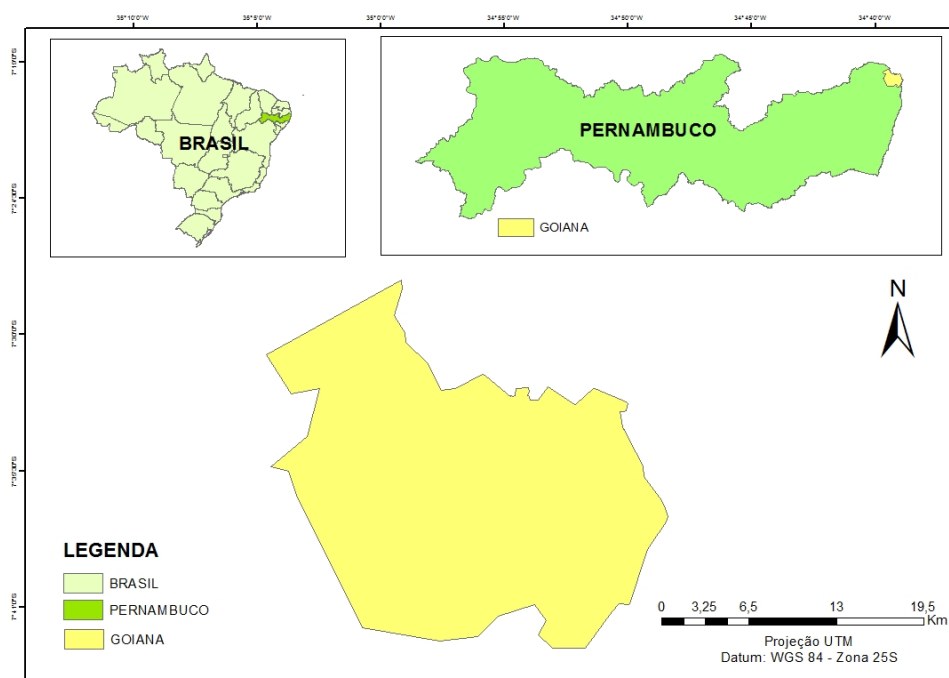 35°10'0"W 35°5'0"W 35°0'0"W 34°55'0"W 34°50'0"W 34°45'0"W 34°40'0"W
BRASIL
PERNAMBUCO
GOIANA
N
LEGENDA
BRASIL
PERNAMBUCO
GOIANA
0 3,25 6,5 13 19,5
Km
Projeção UTM
Datum: WGS 84 - Zona 25S